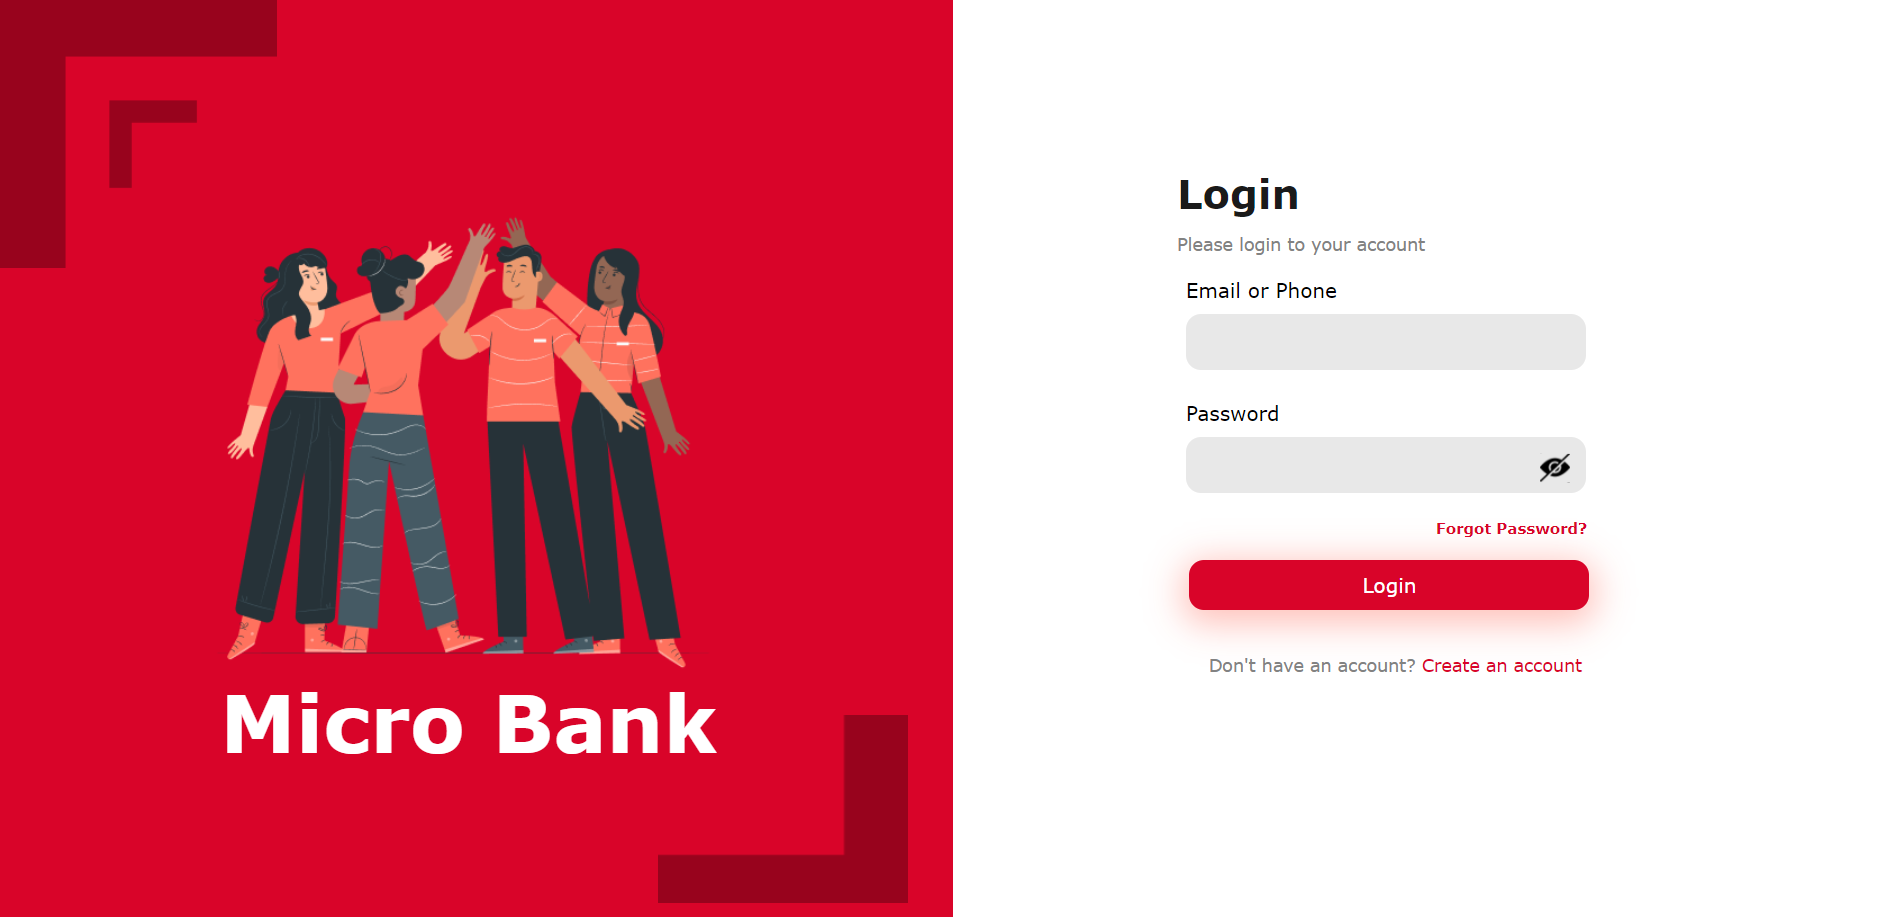 Micro Bank
Login
Please login to your account
Email or Phone
Password
Forgot Password?
Login
Don't have an account? Create an account